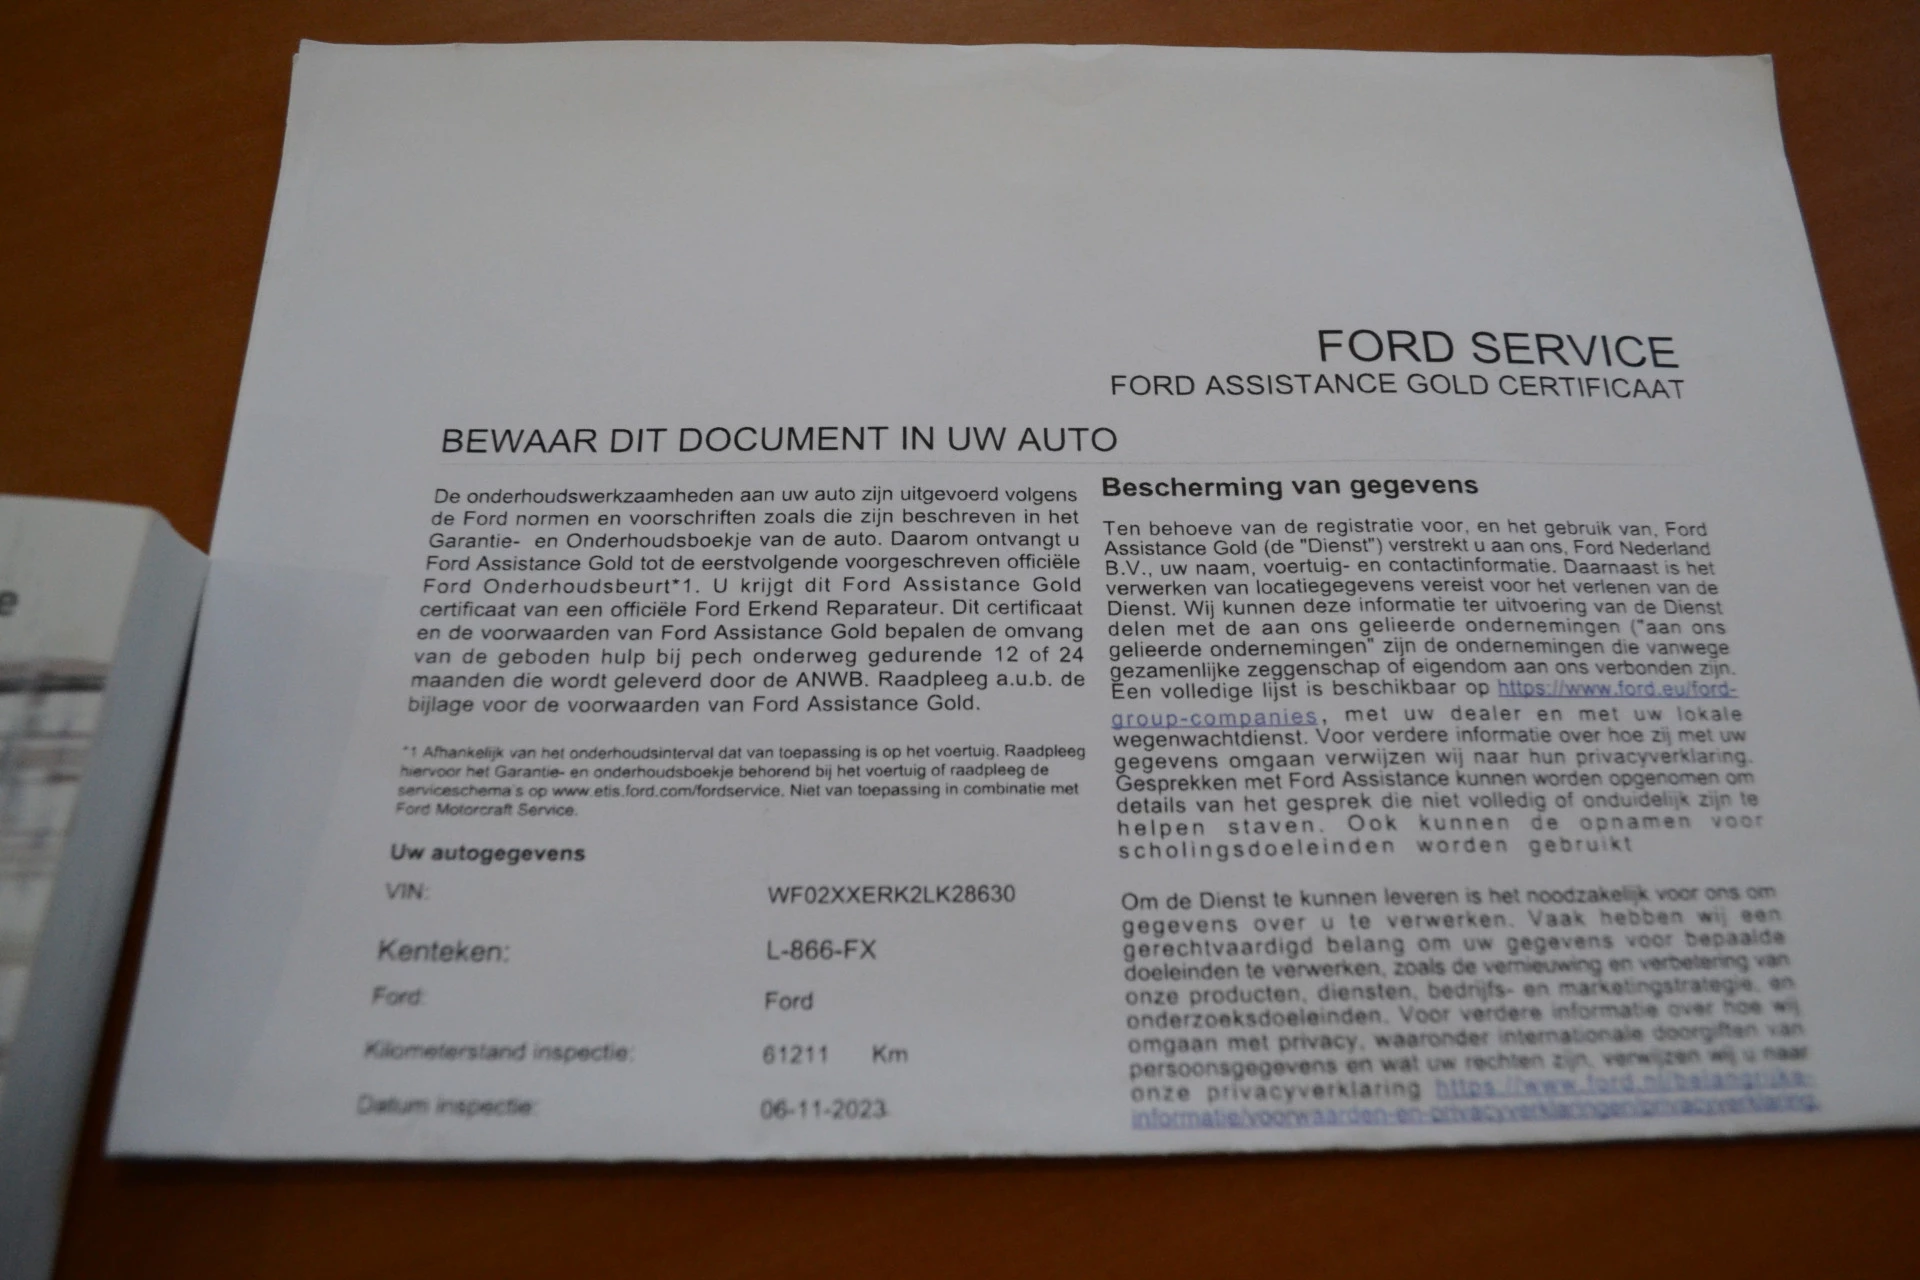 FORD SERVICE
FORD ASSISTANCE GOLD CERTIFICAAT
BEWAAR DIT DOCUMENT IN UW AUTO
De onderhoudswerkzaamheden aan uw auto zijn uitgevoerd volgens
de Ford normen en voorschriften zoals die zijn beschreven in het
Garantie- en Onderhoudsboekje van de auto. Daarom ontvangt u
Ford Assistance Gold tot de eerstvolgende voorgeschreven officiële
Ford Onderhoudsbeurt*1. U krijgt dit Ford Assistance Gold
certificaat van een officiële Ford Erkend Reparateur. Dit certificaat
en de voorwaarden van Ford Assistance Gold bepalen de omvang
van de geboden hulp bij pech onderweg gedurende 12 of 24
maanden die wordt geleverd door de ANWB. Raadpleeg a.u.b. de
bijlage voor de voorwaarden van Ford Assistance Gold.
*1 Afhankelijk van het onderhoudsinterval dat van toepassing is op het voertuig. Raadpleeg
hiervoor het Garantie- en onderhoudsboekje behorend bij het voertuig of raadpleeg de
serviceschema's op www.etis.ford.com/fordservice. Niet van toepassing in combinatie met
Ford Motorcraft Service.
Uw autogegevens
VIN: WF02XXERK2LK28630
Kenteken: L-866-FX
Ford: Ford
Kilometerstand inspectie: 61211 Km
Datum inspectie: 06-11-2023
Bescherming van gegevens
Ten behoeve van de registratie voor, en het gebruik van, Ford
Assistance Gold (de "Dienst") verstrekt u aan ons, Ford Nederland
B.V., uw naam, voertuig- en contactinformatie. Daarnaast is het
verwerken van locatiegegevens vereist voor het verlenen van de
Dienst. Wij kunnen deze informatie ter uitvoering van de Dienst
delen met de aan ons gelieerde ondernemingen ("aan ons
gelieerde ondernemingen" zijn de ondernemingen die vanwege
gezamenlijke zeggenschap of eigendom aan ons verbonden zijn.
Een volledige lijst is beschikbaar op https://www.ford.eu/ford-
group-companies, met uw dealer en met uw lokale
wegenwachtdienst. Voor verdere informatie over hoe zij met uw
gegevens omgaan verwijzen wij naar hun privacyverklaring.
Gesprekken met Ford Assistance kunnen worden opgenomen om
details van het gesprek die niet volledig of onduidelijk zijn te
helpen staven. Ook kunnen de opnamen voor
scholingsdoeleinden worden gebruikt
Om de Dienst te kunnen leveren is het noodzakelijk voor ons om
gegevens over u te verwerken. Vaak hebben wij een
gerechtvaardigd belang om uw gegevens voor bepaalde
doeleinden te verwerken, zoals de vernieuwing en verbetering van
onze producten, diensten, bedrijfs- en marketingstrategie, en
onderzoeksdoeleinden. Voor verdere informatie over hoe wij
omgaan met privacy, waaronder internationale doorgiften van
persoonsgegevens en wat uw rechten zijn, verwijzen wij u naar
onze privacyverklaring https://www.ford.nl/belangrijke-
informatie/voorwaarden-en-privacyverklaringen/privacyverklaring.
e